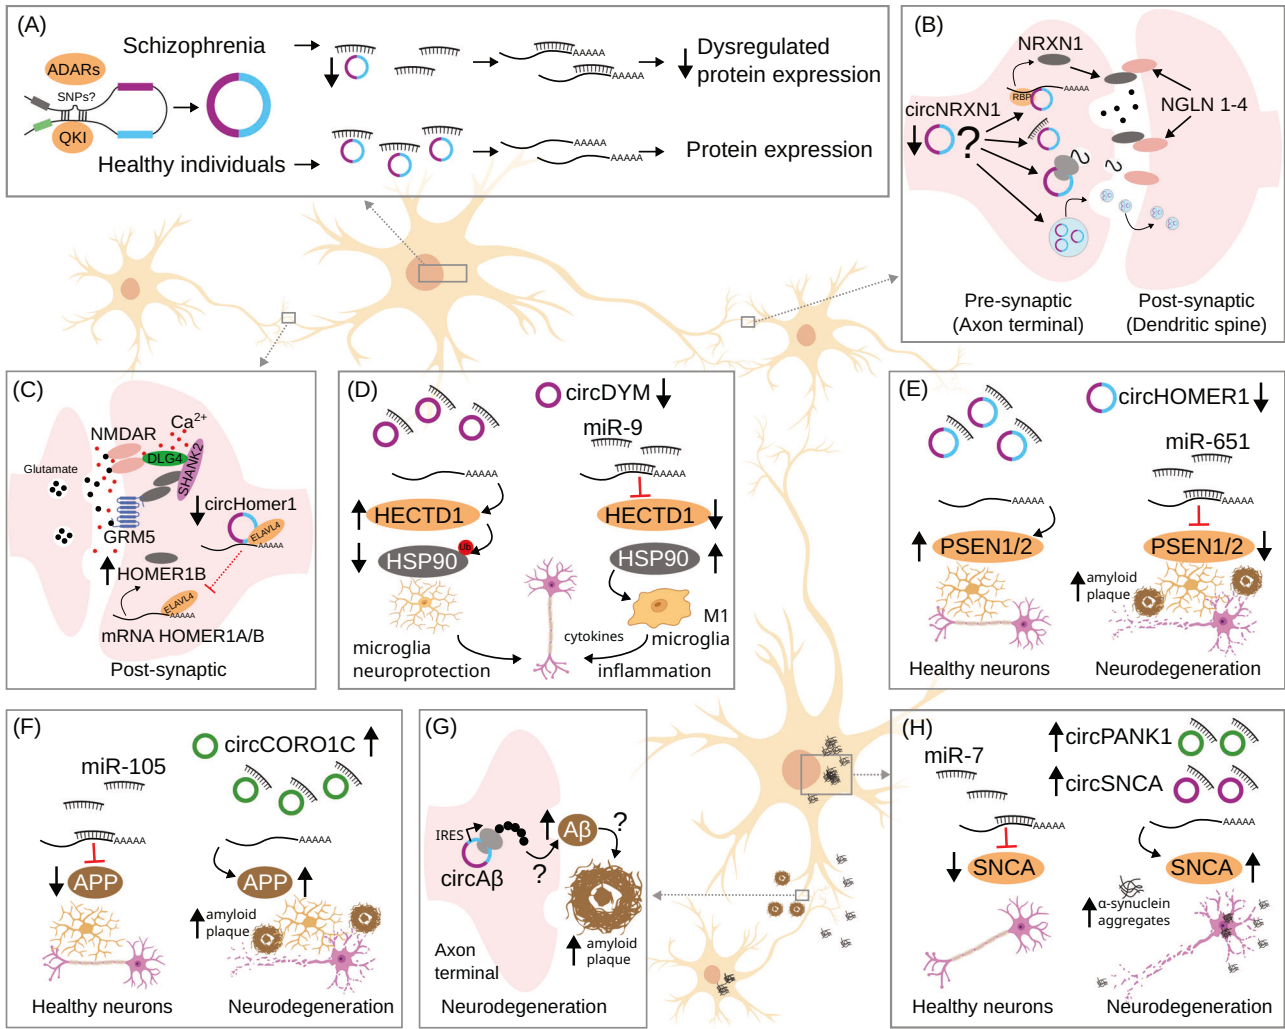 (A)
Schizophrenia
ADARs
SNPs?
QKI
Healthy individuals
AAAAA
AAAAA
Dysregulated
protein expression
AAAAA
AAAAA
Protein expression
(B)
NRXN1
RBP
AAAAA
circNRXN1
?
NGLN 1-4
?
?
Pre-synaptic
(Axon terminal)
Post-synaptic
(Dendritic spine)
(C)
Ca2+
NMDAR
DLG4
SHANK2
Glutamate
circHomer1
ELAVL4
AAAAA
GRM5
HOMER1B
ELAVL4
AAAAA
mRNA HOMER1A/B
Post-synaptic
(D)
circDYM
miR-9
AAAAA
AAAAA
HECTD1
HECTD1
Ub
HSP90
HSP90
microglia
neuroprotection
cytokines
M1
microglia
inflammation
(E)
circHOMER1
miR-651
AAAAA
AAAAA
PSEN1/2
PSEN1/2
amyloid
plaque
Healthy neurons
Neurodegeneration
(F)
circCORO1C
miR-105
AAAAA
AAAAA
APP
APP
amyloid
plaque
Healthy neurons
Neurodegeneration
(G)
IRES
circAβ
?
Aβ
?
amyloid
plaque
Axon
terminal
Neurodegeneration
(H)
circPANK1
miR-7
circSNCA
AAAAA
AAAAA
SNCA
SNCA
α-synuclein
aggregates
Healthy neurons
Neurodegeneration